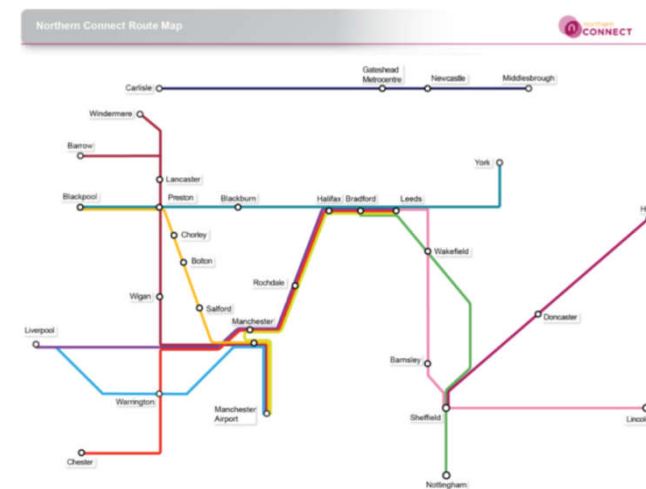 Northern Connect Route Map
northern
CONNECT
Carlisle
Gateshead
Metrocentre
Newcastle
Middlesbrough
Windermere
Barrow
Lancaster
York
Blackpool
Preston
Blackburn
Halifax
Bradford
Leeds
Chorley
Wakefield
Bolton
Rochdale
Wigan
Salford
Doncaster
Manchester
Liverpool
Barnsley
Warrington
Manchester
Airport
Sheffield
Chester
Nottingham